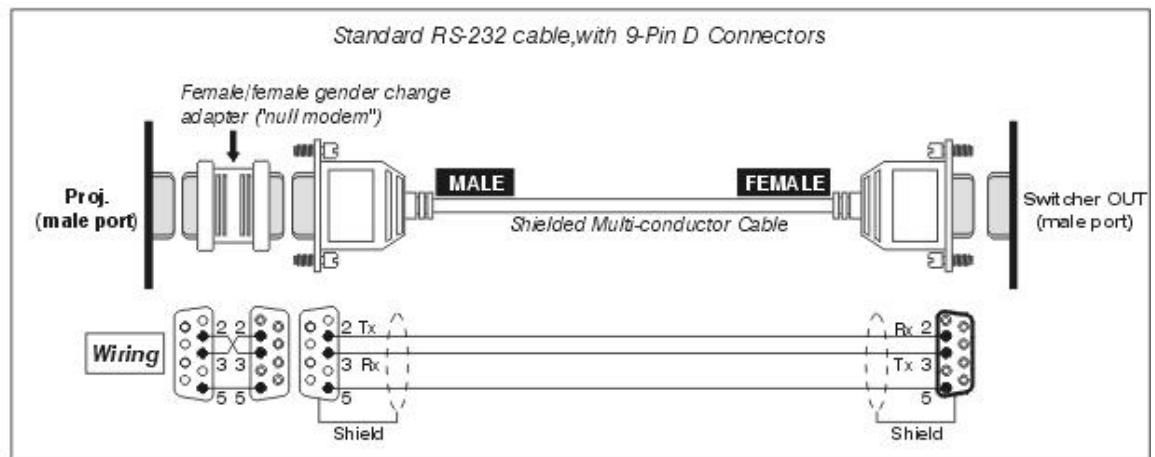 Standard RS-232 cable,with 9-Pin D Connectors
Female/female gender change
adapter ("null modem")
Proj.
(male port)
MALE
FEMALE
Shielded Multi-conductor Cable
Switcher OUT
(male port)
Wiring
2 2
3 3
5 5
2 Tx
3 Rx
5
Shield
Rx 2
Tx 3
5
Shield